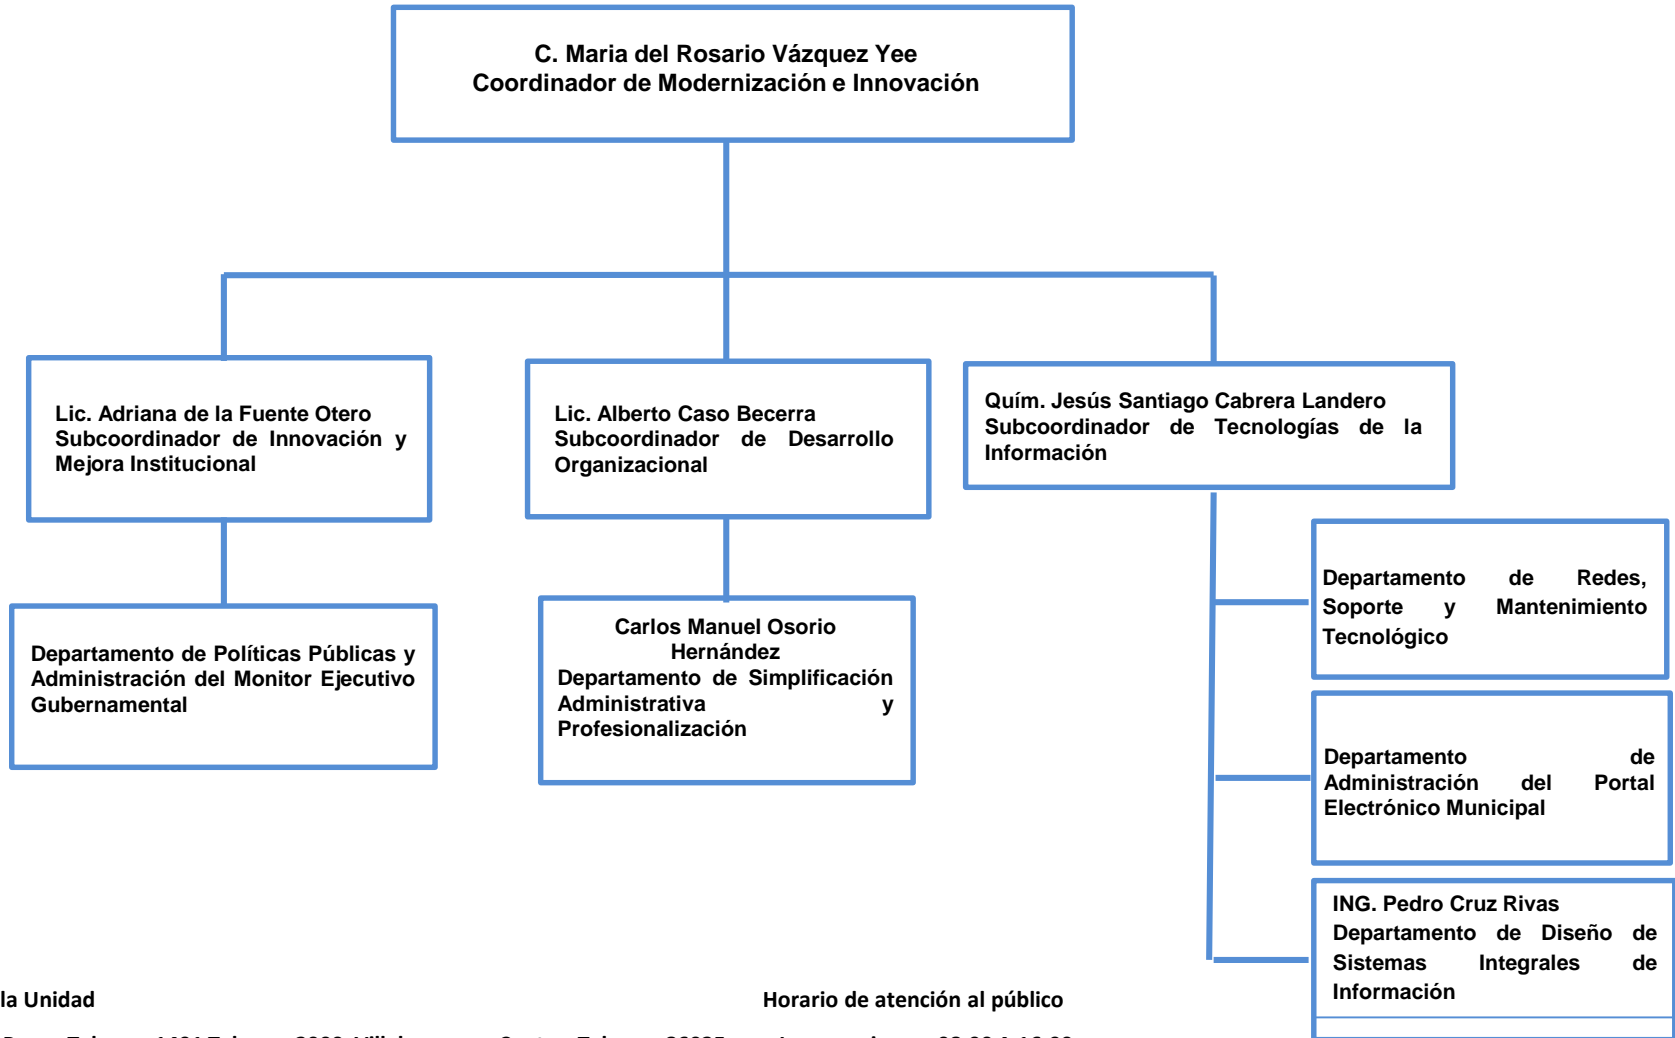 C. Maria del Rosario Vázquez Yee
Coordinador de Modernización e Innovación
Lic. Adriana de la Fuente Otero
Subcoordinador de Innovación y
Mejora Institucional
Lic. Alberto Caso Becerra
Subcoordinador de Desarrollo
Organizacional
Quím. Jesús Santiago Cabrera Landero
Subcoordinador de Tecnologías de la
Información
Departamento de Políticas Públicas y
Administración del Monitor Ejecutivo
Gubernamental
Carlos Manuel Osorio
Hernández
Departamento de Simplificación
Administrativa y
Profesionalización
Departamento de Redes,
Soporte y Mantenimiento
Tecnológico
Departamento de
Administración del Portal
Electrónico Municipal
ING. Pedro Cruz Rivas
Departamento de Diseño de
Sistemas Integrales de
Información
la Unidad
Horario de atención al público